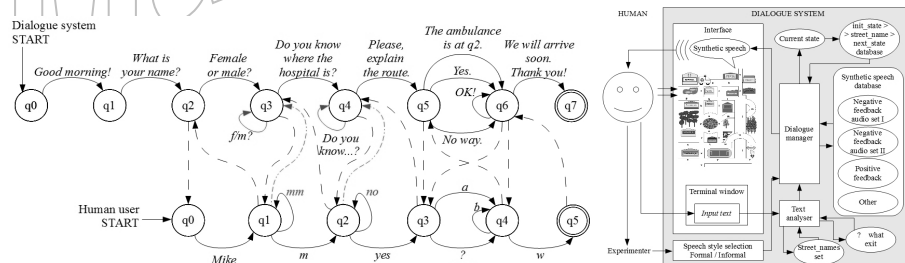 Dialogue system
START
Good morning!
What is
your name?
Female
or male?
Do you know
where the
hospital is?
Please,
explain
the route.
The ambulance
is at q2.
Yes.
OK!
No way.
We will arrive
soon.
Thank you!
q0
q1
q2
q3
q4
q5
q6
q7
f/m?
Do you
know...?
Human user
START
q0
q1
q2
q3
q4
q5
mm
no
a
b
Mike
m
yes
?
w
HUMAN
DIALOGUE SYSTEM
Interface
Synthetic speech
Terminal window
Input text
Experimenter
Speech style selection
Formal / Informal
Current state
init_state >
> street_name >
next_state
database
Dialogue
manager
Text
analyser
Synthetic speech
database
Negative
feedback
audio set I
Negative
feedback
audio set II
Positive
feedback
Other
Street_names
set
? what
exit